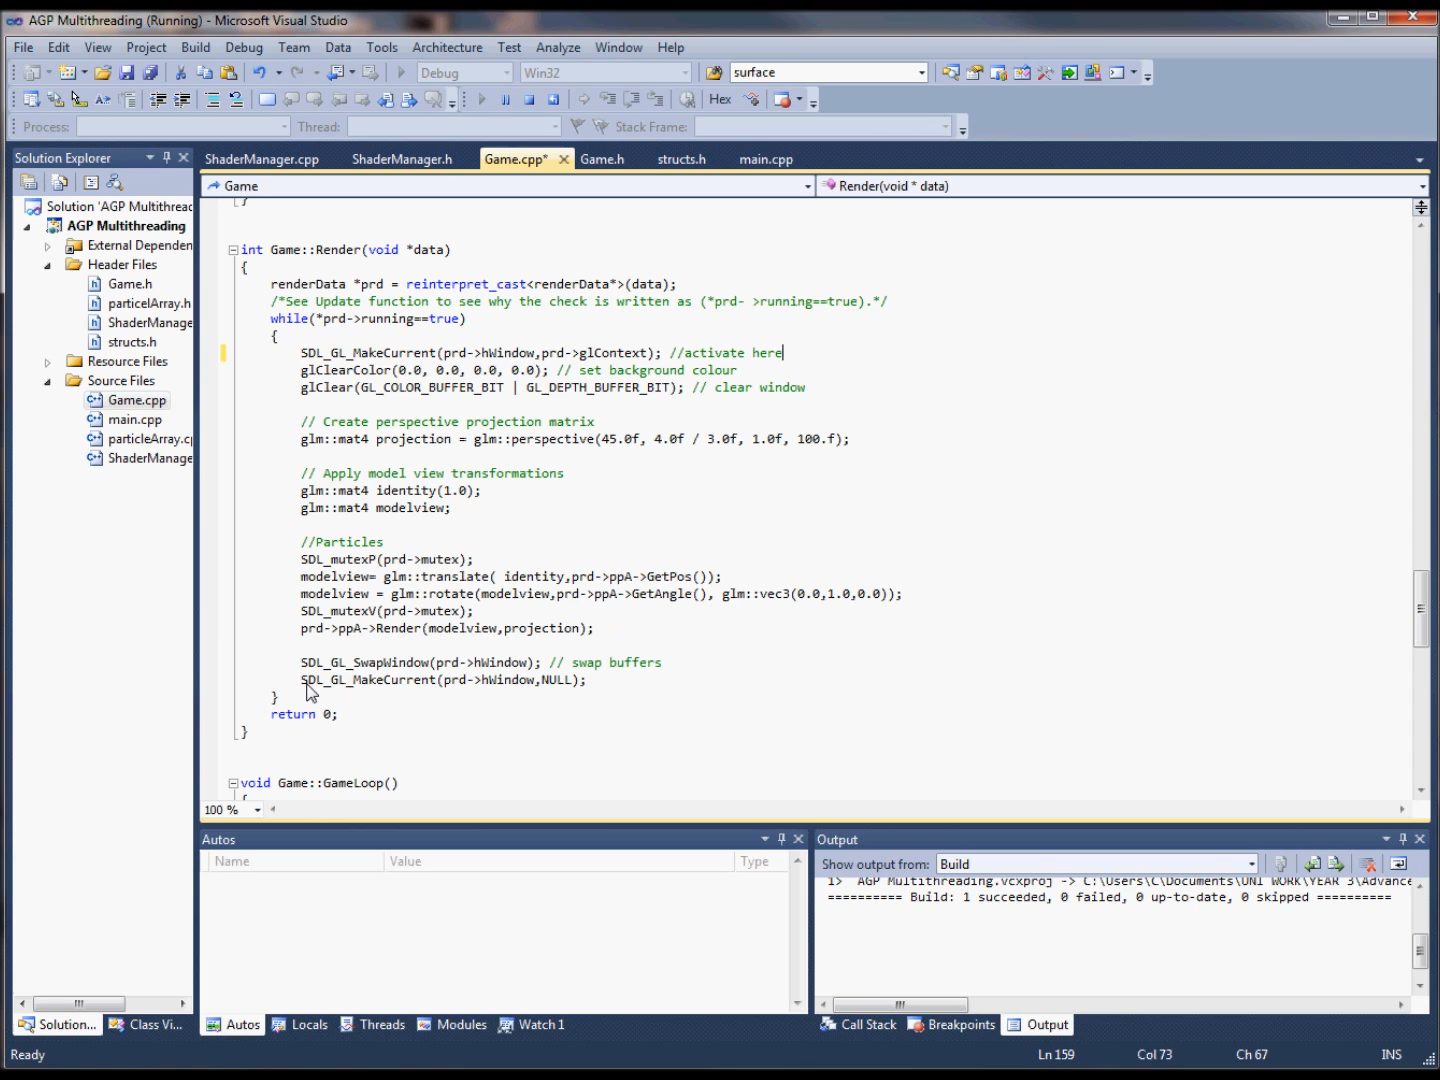 AGP Multithreading (Running) - Microsoft Visual Studio
File Edit View Project Build Debug Team Data Tools Architecture Test Analyze Window Help
Debug Win32 surface
Hex
Process: Thread: Stack Frame:
Solution Explorer
ShaderManager.cpp ShaderManager.h Game.cpp* Game.h structs.h main.cpp
Game Render(void * data)
Solution 'AGP Multithreac
AGP Multithreading
External Dependen
Header Files
Game.h
particelArray.h
ShaderManage
structs.h
Resource Files
Source Files
Game.cpp
main.cpp
particleArray.c
ShaderManage
}
int Game::Render(void *data)
{
renderData *prd = reinterpret_cast<renderData*>(data);
/*See Update function to see why the check is written as (*prd- >running==true).*/
while(*prd->running==true)
{
SDL_GL_MakeCurrent(prd->hWindow,prd->glContext); //activate here
glClearColor(0.0, 0.0, 0.0, 0.0); // set background colour
glClear(GL_COLOR_BUFFER_BIT | GL_DEPTH_BUFFER_BIT); // clear window
// Create perspective projection matrix
glm::mat4 projection = glm::perspective(45.0f, 4.0f / 3.0f, 1.0f, 100.f);
// Apply model view transformations
glm::mat4 identity(1.0);
glm::mat4 modelview;
//Particles
SDL_mutexP(prd->mutex);
modelview= glm::translate( identity,prd->ppA->GetPos());
modelview = glm::rotate(modelview,prd->ppA->GetAngle(), glm::vec3(0.0,1.0,0.0));
SDL_mutexV(prd->mutex);
prd->ppA->Render(modelview,projection);
SDL_GL_SwapWindow(prd->hWindow); // swap buffers
SDL_GL_MakeCurrent(prd->hWindow,NULL);
}
return 0;
}
void Game::GameLoop()
{
100 %
Autos
Name Value Type
Output
Show output from: Build
1> AGP Multithreading.vcxproj -> C:\Users\C\Documents\UNI WORK\YEAR 3\Advance
========== Build: 1 succeeded, 0 failed, 0 up-to-date, 0 skipped ==========
Solution... Class Vi... Autos Locals Threads Modules Watch 1 Call Stack Breakpoints Output
Ready Ln 159 Col 73 Ch 67 INS